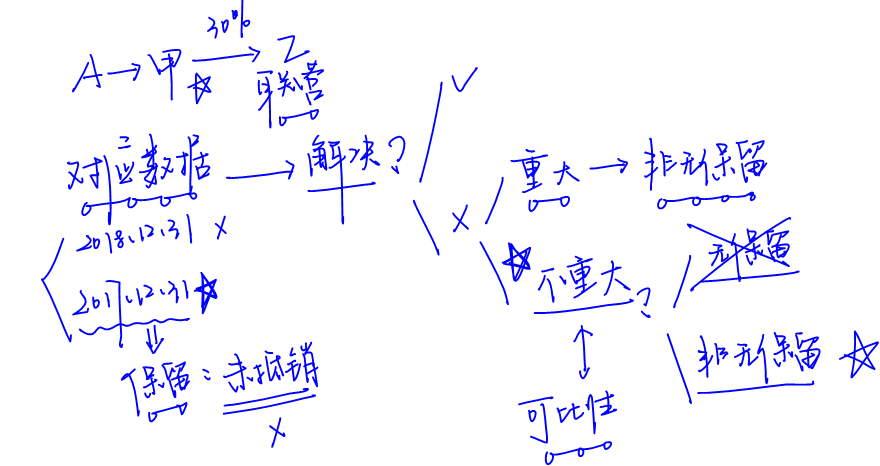 30%
A→甲→乙
联营
对应数据→解决?
✓
×
重大→非无保留
2018.12.31 ×
2017.12.31
无保留
不重大?
非无保留
保留:未抵销
×
可比性